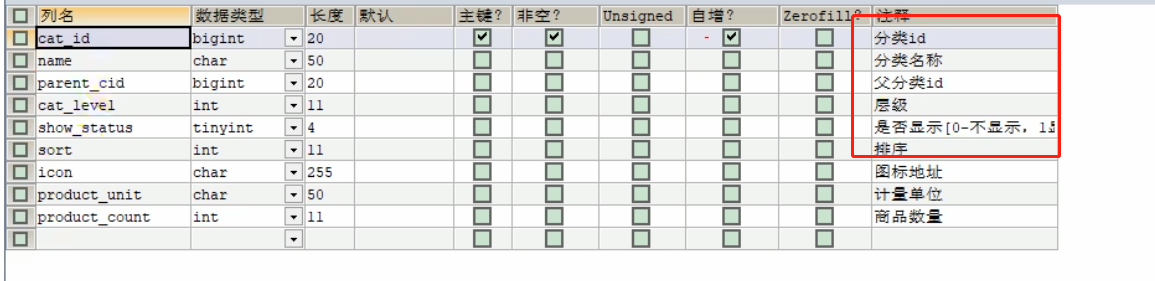 列名 数据类型 长度 默认 主键? 非空? Unsigned 自增? Zerofill? 注释
cat_id bigint 20 分类id
name char 50 分类名称
parent_cid bigint 20 父分类id
cat_level int 11 层级
show_status tinyint 4 是否显示[0-不显示, 1
sort int 11 排序
icon char 255 图标地址
product_unit char 50 计量单位
product_count int 11 商品数量